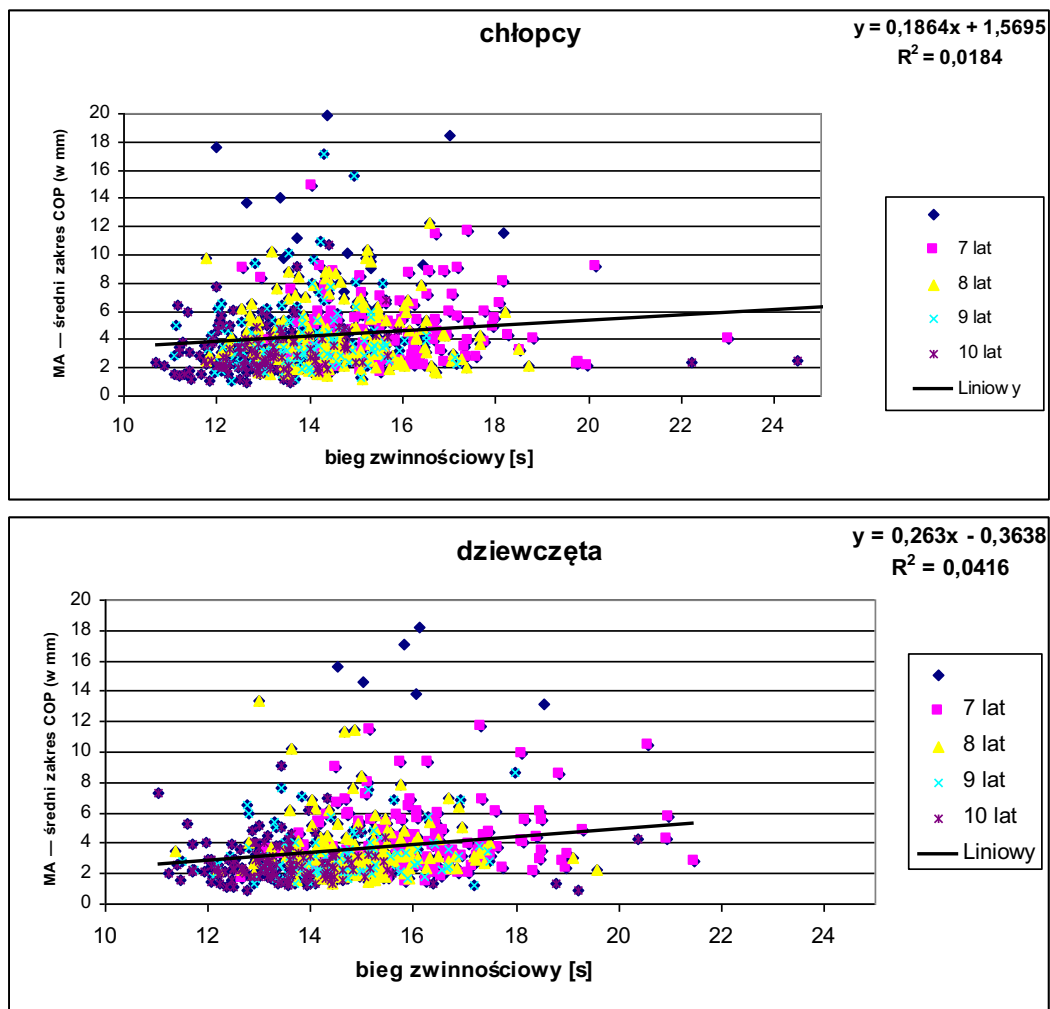 chłopcy
y = 0,1864x + 1,5695
R² = 0,0184
MA — średni zakres COP (w mm)
20
18
16
14
12
10
8
6
4
2
0
10 12 14 16 18 20 22 24
bieg zwinnościowy [s]
7 lat
8 lat
9 lat
10 lat
Liniowy
dziewczęta
y = 0,263x - 0,3638
R² = 0,0416
MA — średni zakres COP (w mm)
20
18
16
14
12
10
8
6
4
2
0
10 12 14 16 18 20 22 24
bieg zwinnościowy [s]
7 lat
8 lat
9 lat
10 lat
Liniowy